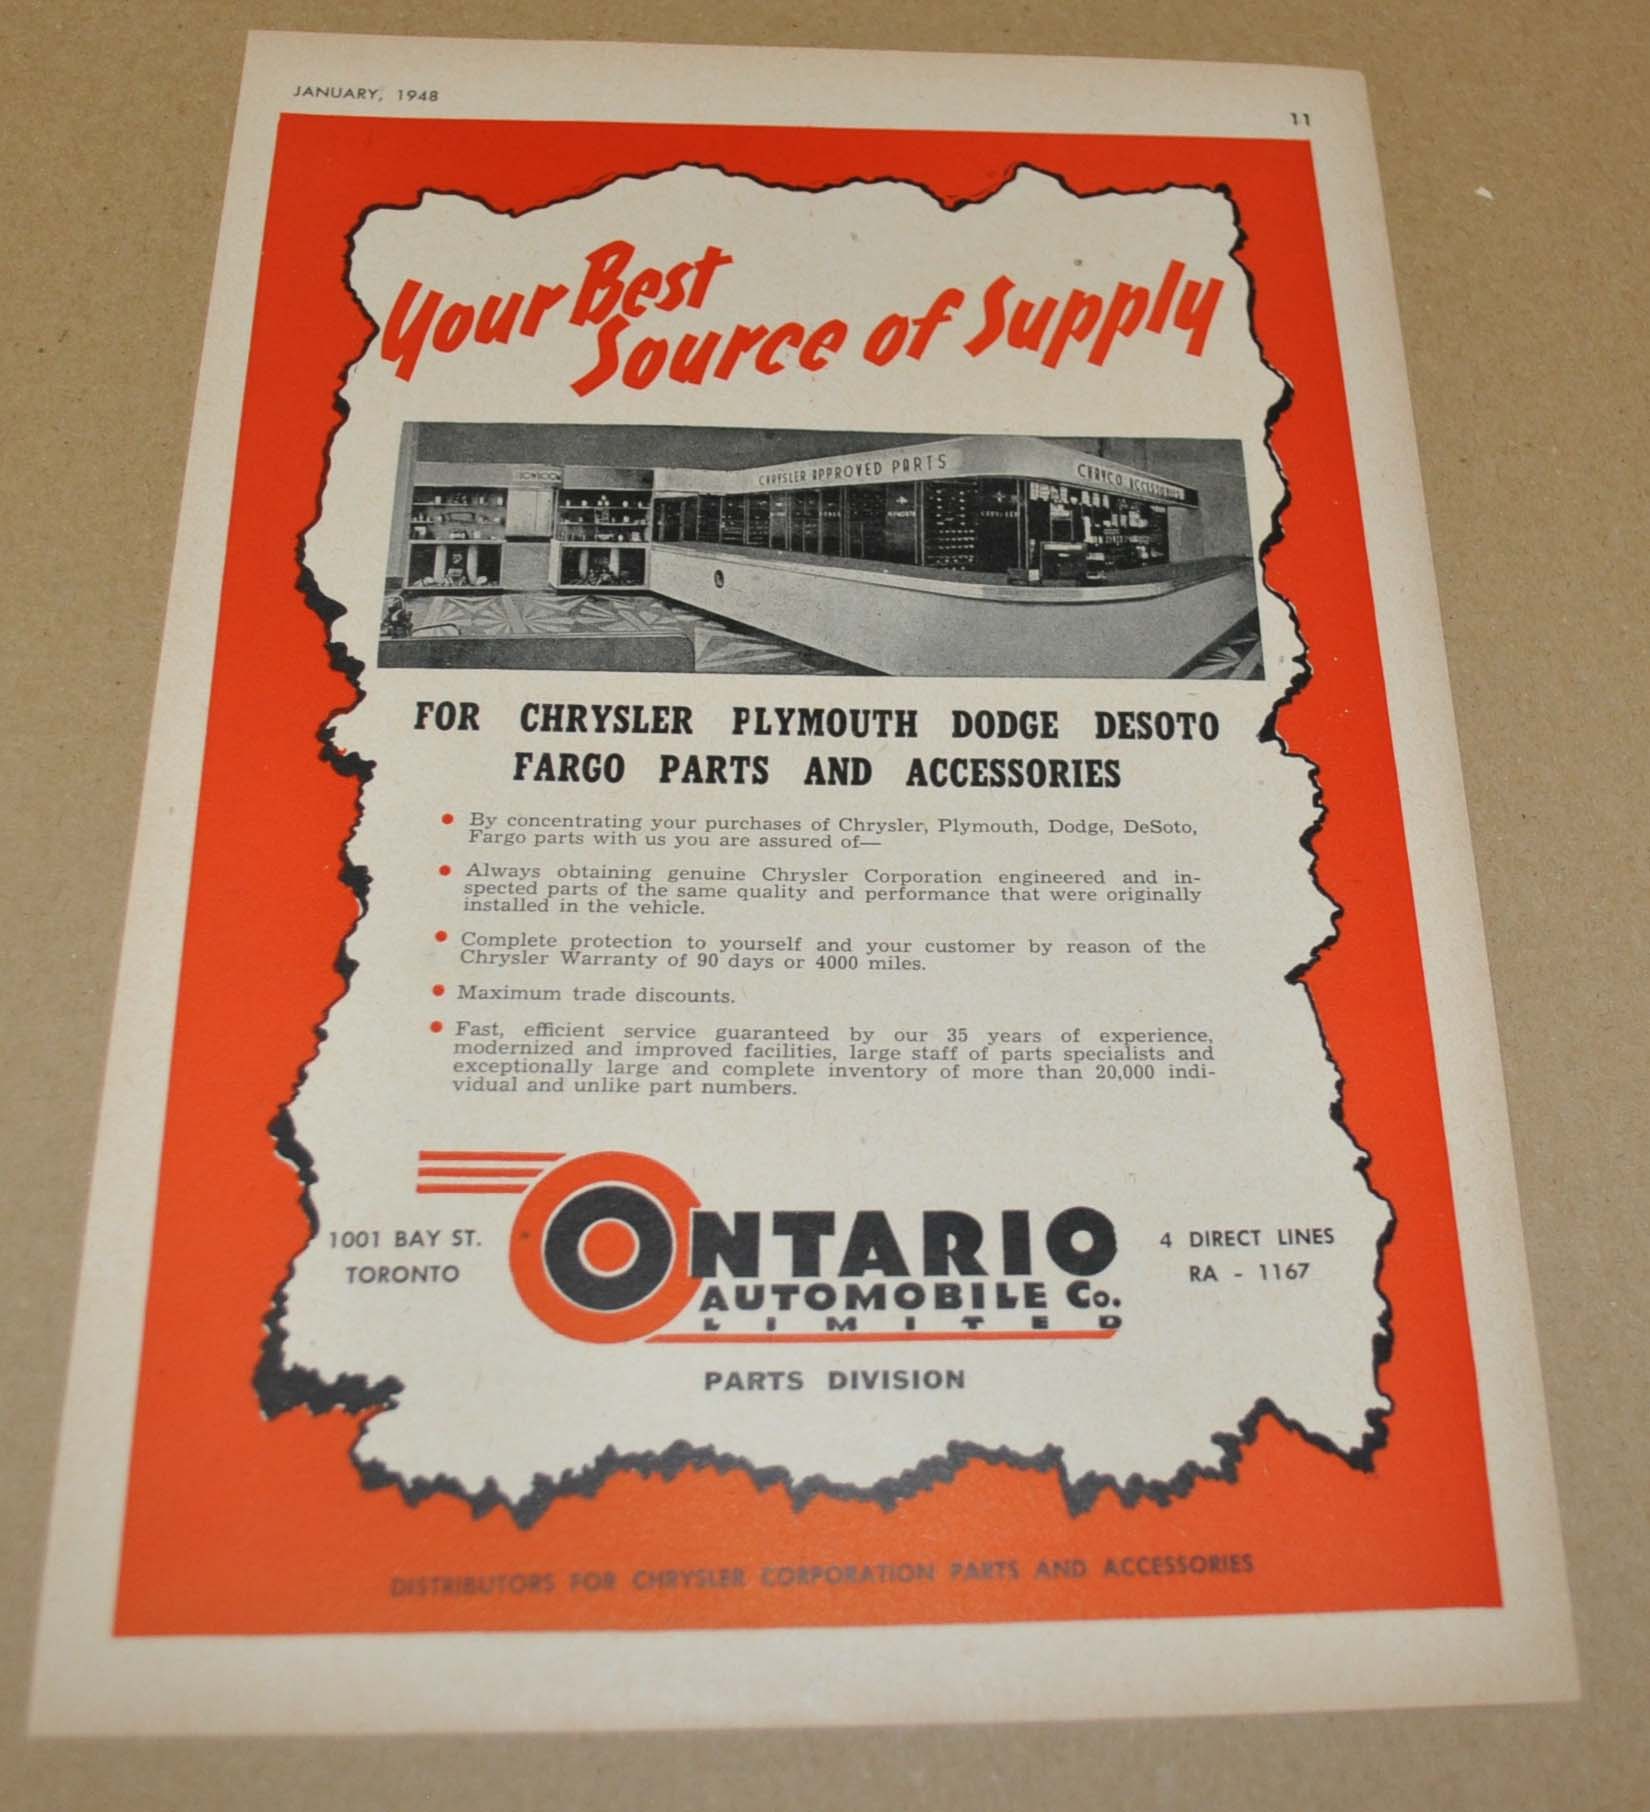 JANUARY, 1948
11
Your Best
Source of Supply
CHRYSLER APPROVED PARTS
CHRYCO ACCESSORIES
PLYMOUTH
CHRYSLER
FOR CHRYSLER PLYMOUTH DODGE DESOTO
FARGO PARTS AND ACCESSORIES
• By concentrating your purchases of Chrysler, Plymouth, Dodge, DeSoto,
Fargo parts with us you are assured of—
• Always obtaining genuine Chrysler Corporation engineered and in-
spected parts of the same quality and performance that were originally
installed in the vehicle.
• Complete protection to yourself and your customer by reason of the
Chrysler Warranty of 90 days or 4000 miles.
• Maximum trade discounts.
• Fast, efficient service guaranteed by our 35 years of experience,
modernized and improved facilities, large staff of parts specialists and
exceptionally large and complete inventory of more than 20,000 indi-
vidual and unlike part numbers.
1001 BAY ST.
TORONTO
ONTARIO
AUTOMOBILE Co.
LIMITED
4 DIRECT LINES
RA - 1167
PARTS DIVISION
DISTRIBUTORS FOR CHRYSLER CORPORATION PARTS AND ACCESSORIES